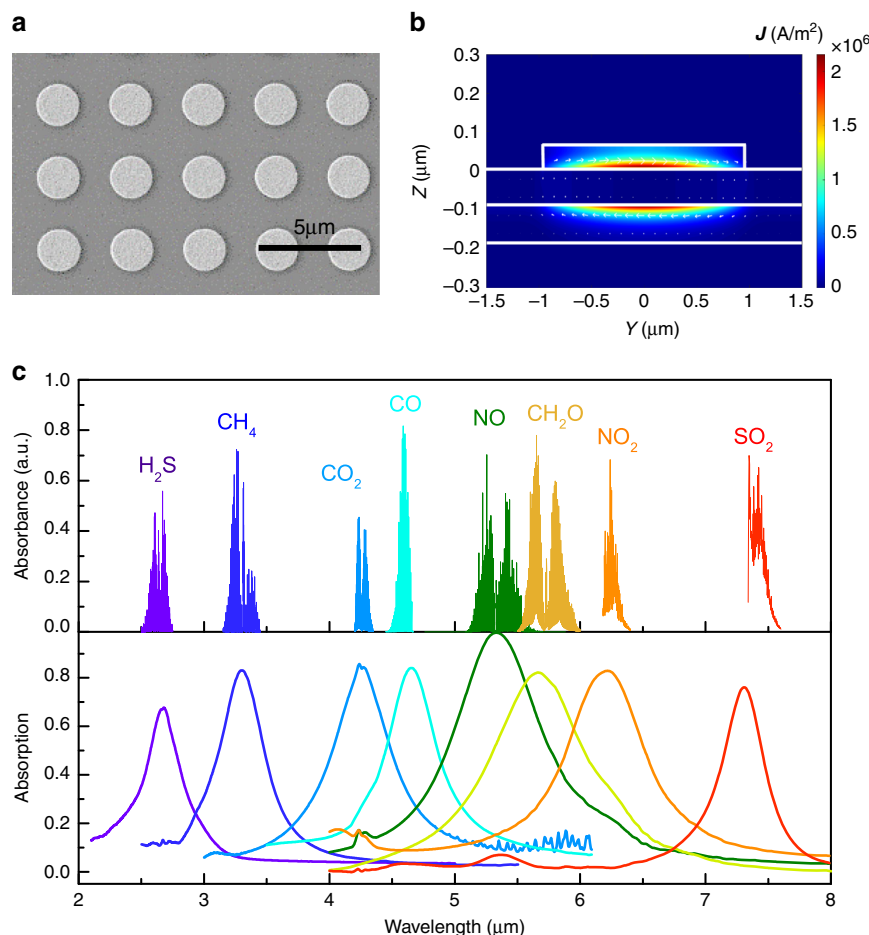 a
5μm
b
J (A/m²)
×10⁶
0.3
0.2
0.1
0
−0.1
−0.2
−0.3
Z (μm)
−1.5 −1 −0.5 0 0.5 1 1.5
Y (μm)
2
1.5
1
0.5
0
c
1.0
0.8
0.6
0.4
0.2
0.0
Absorbance (a.u.)
H₂S
CH₄
CO₂
CO
NO
CH₂O
NO₂
SO₂
0.8
0.6
0.4
0.2
0.0
Absorption
2 3 4 5 6 7 8
Wavelength (μm)